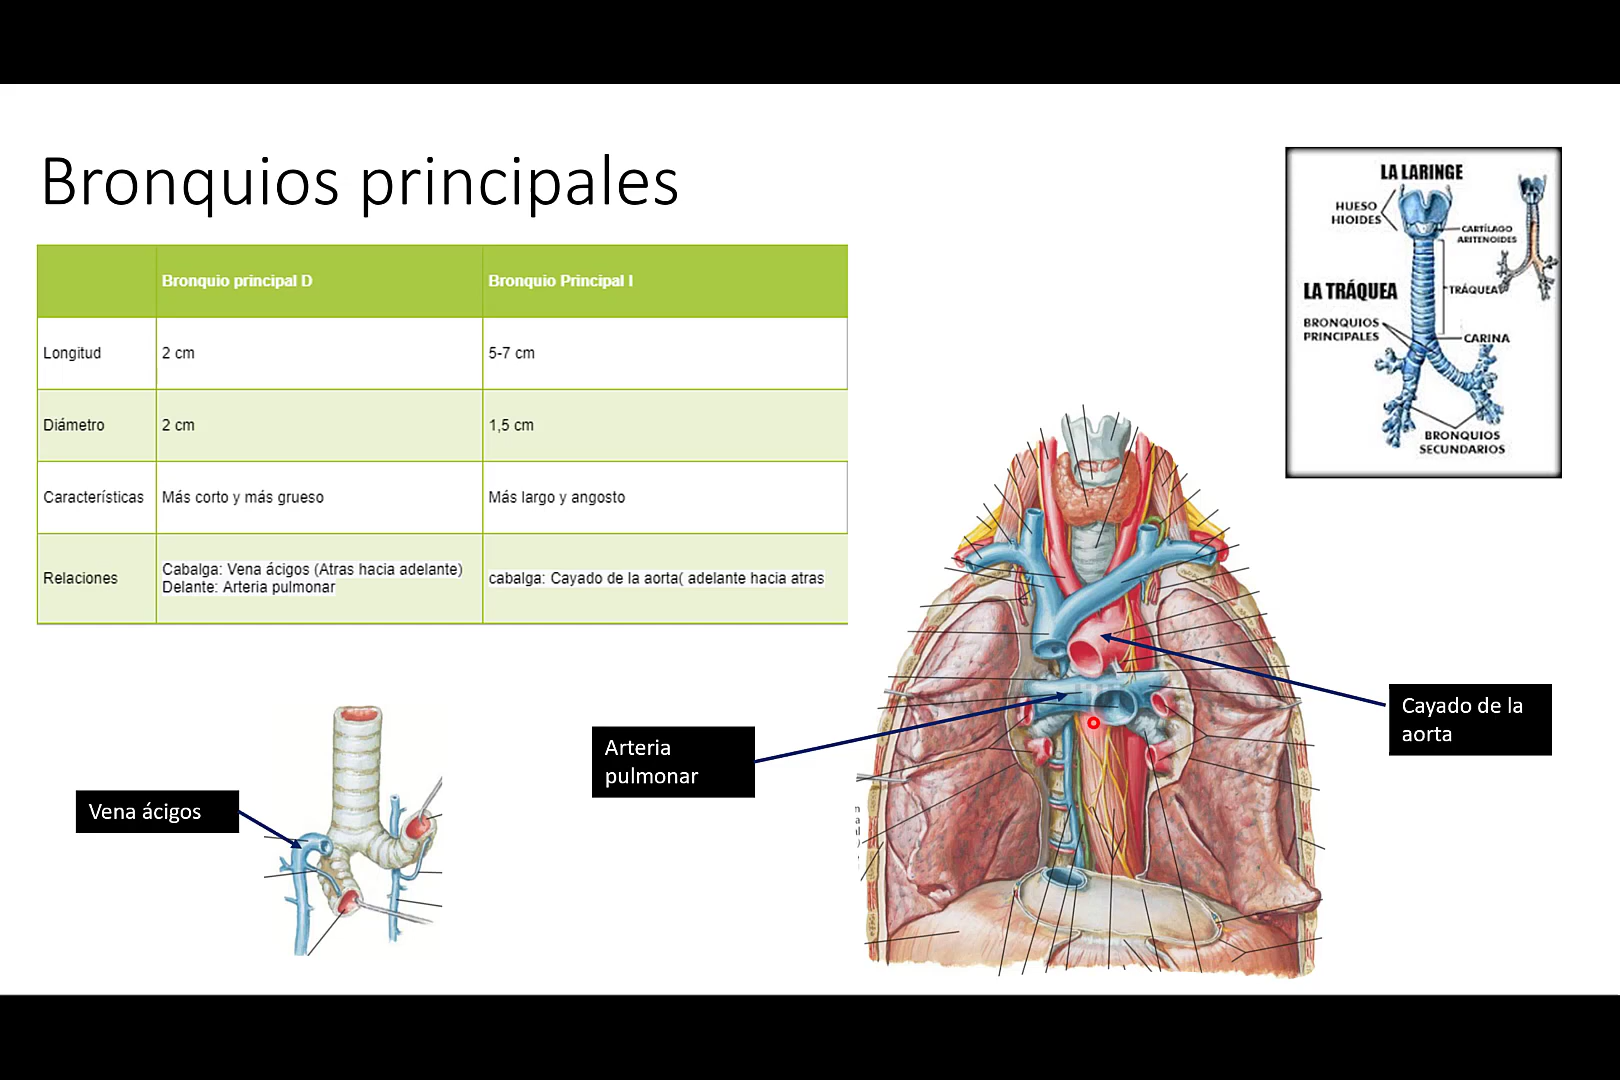 Bronquios principales
Bronquio principal D
Bronquio Principal I
Longitud
2 cm
5-7 cm
Diámetro
2 cm
1,5 cm
Características
Más corto y más grueso
Más largo y angosto
Relaciones
Cabalga: Vena ácigos (Atras hacia adelante)
Delante: Arteria pulmonar
cabalga: Cayado de la aorta( adelante hacia atras
LA LARINGE
HUESO
HIOIDES
CARTÍLAGO
ARITENOIDES
LA TRÁQUEA
TRÁQUEA
BRONQUIOS
PRINCIPALES
CARINA
BRONQUIOS
SECUNDARIOS
Cayado de la
aorta
Arteria
pulmonar
Vena ácigos